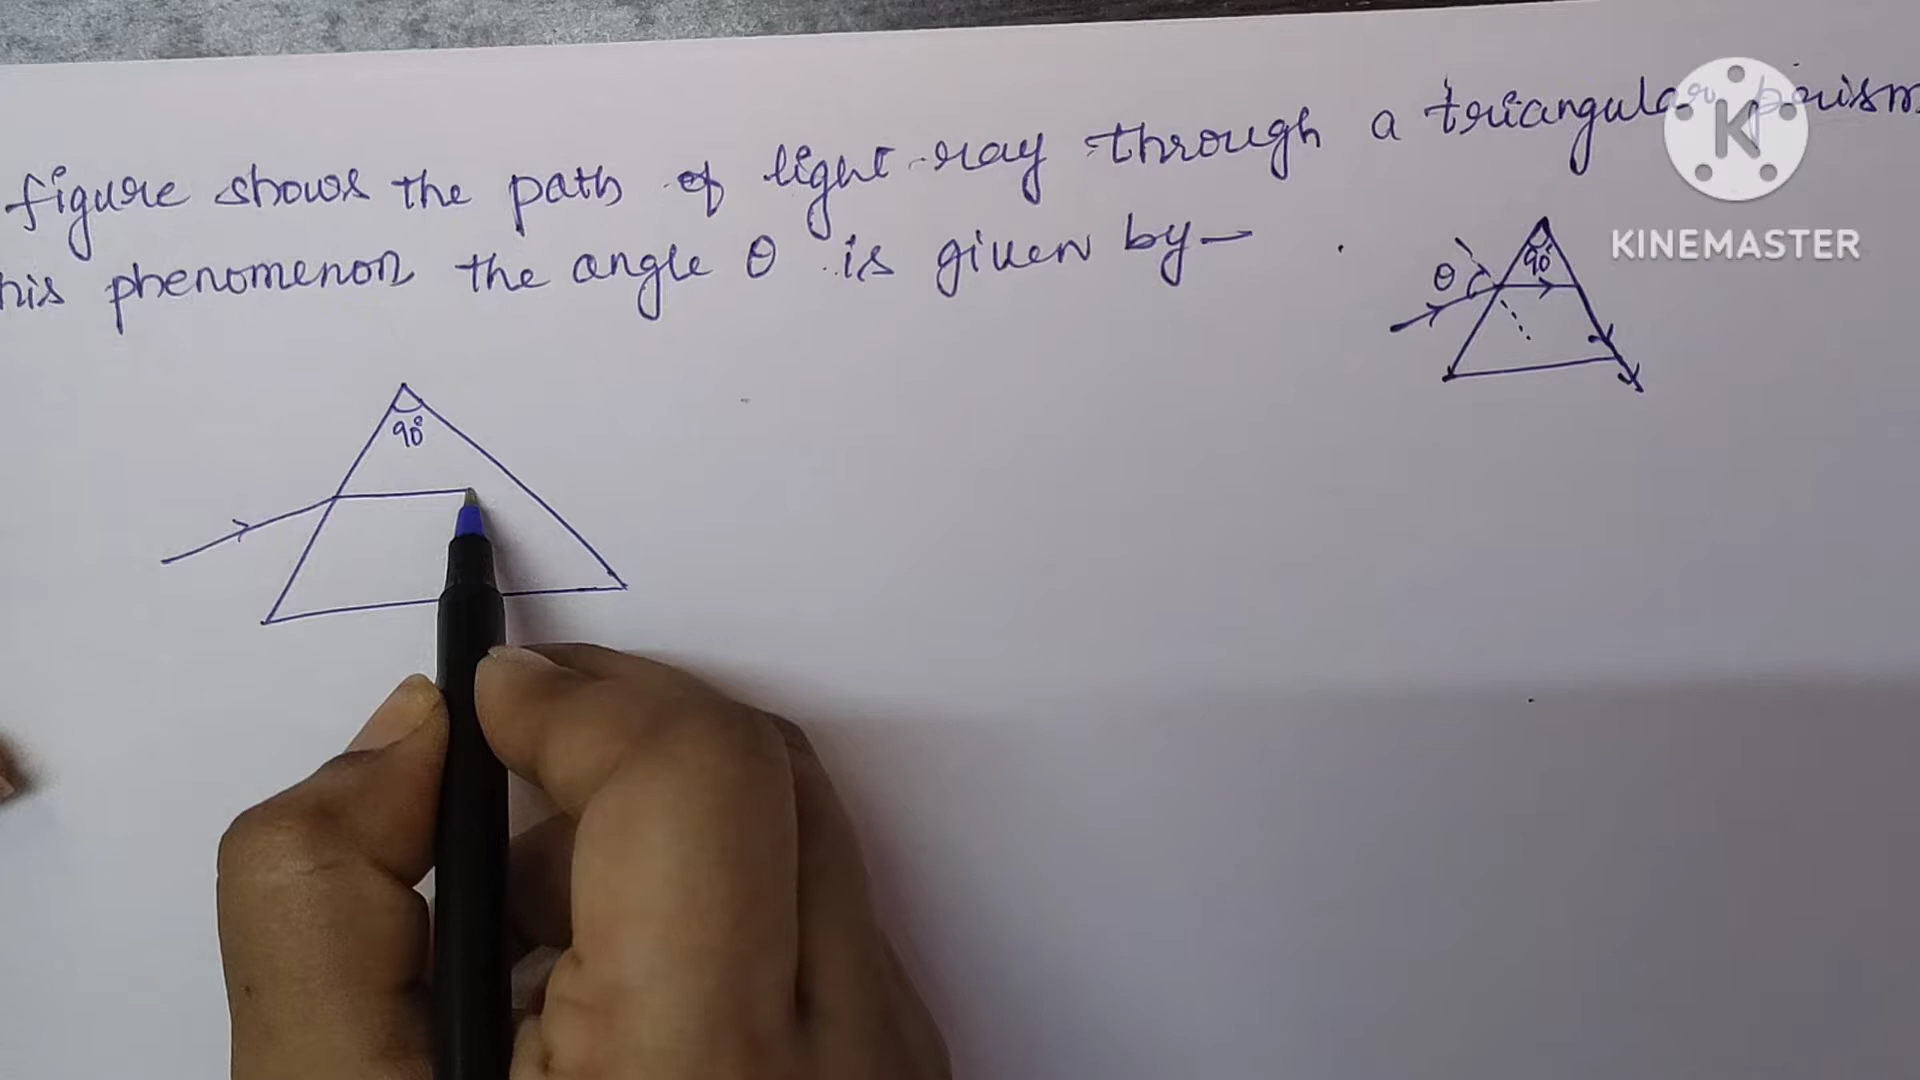 figure shows the path of light ray through a triangular prism
his phenomenon the angle θ is given by-
θ
90°
90°
K
KINEMASTER